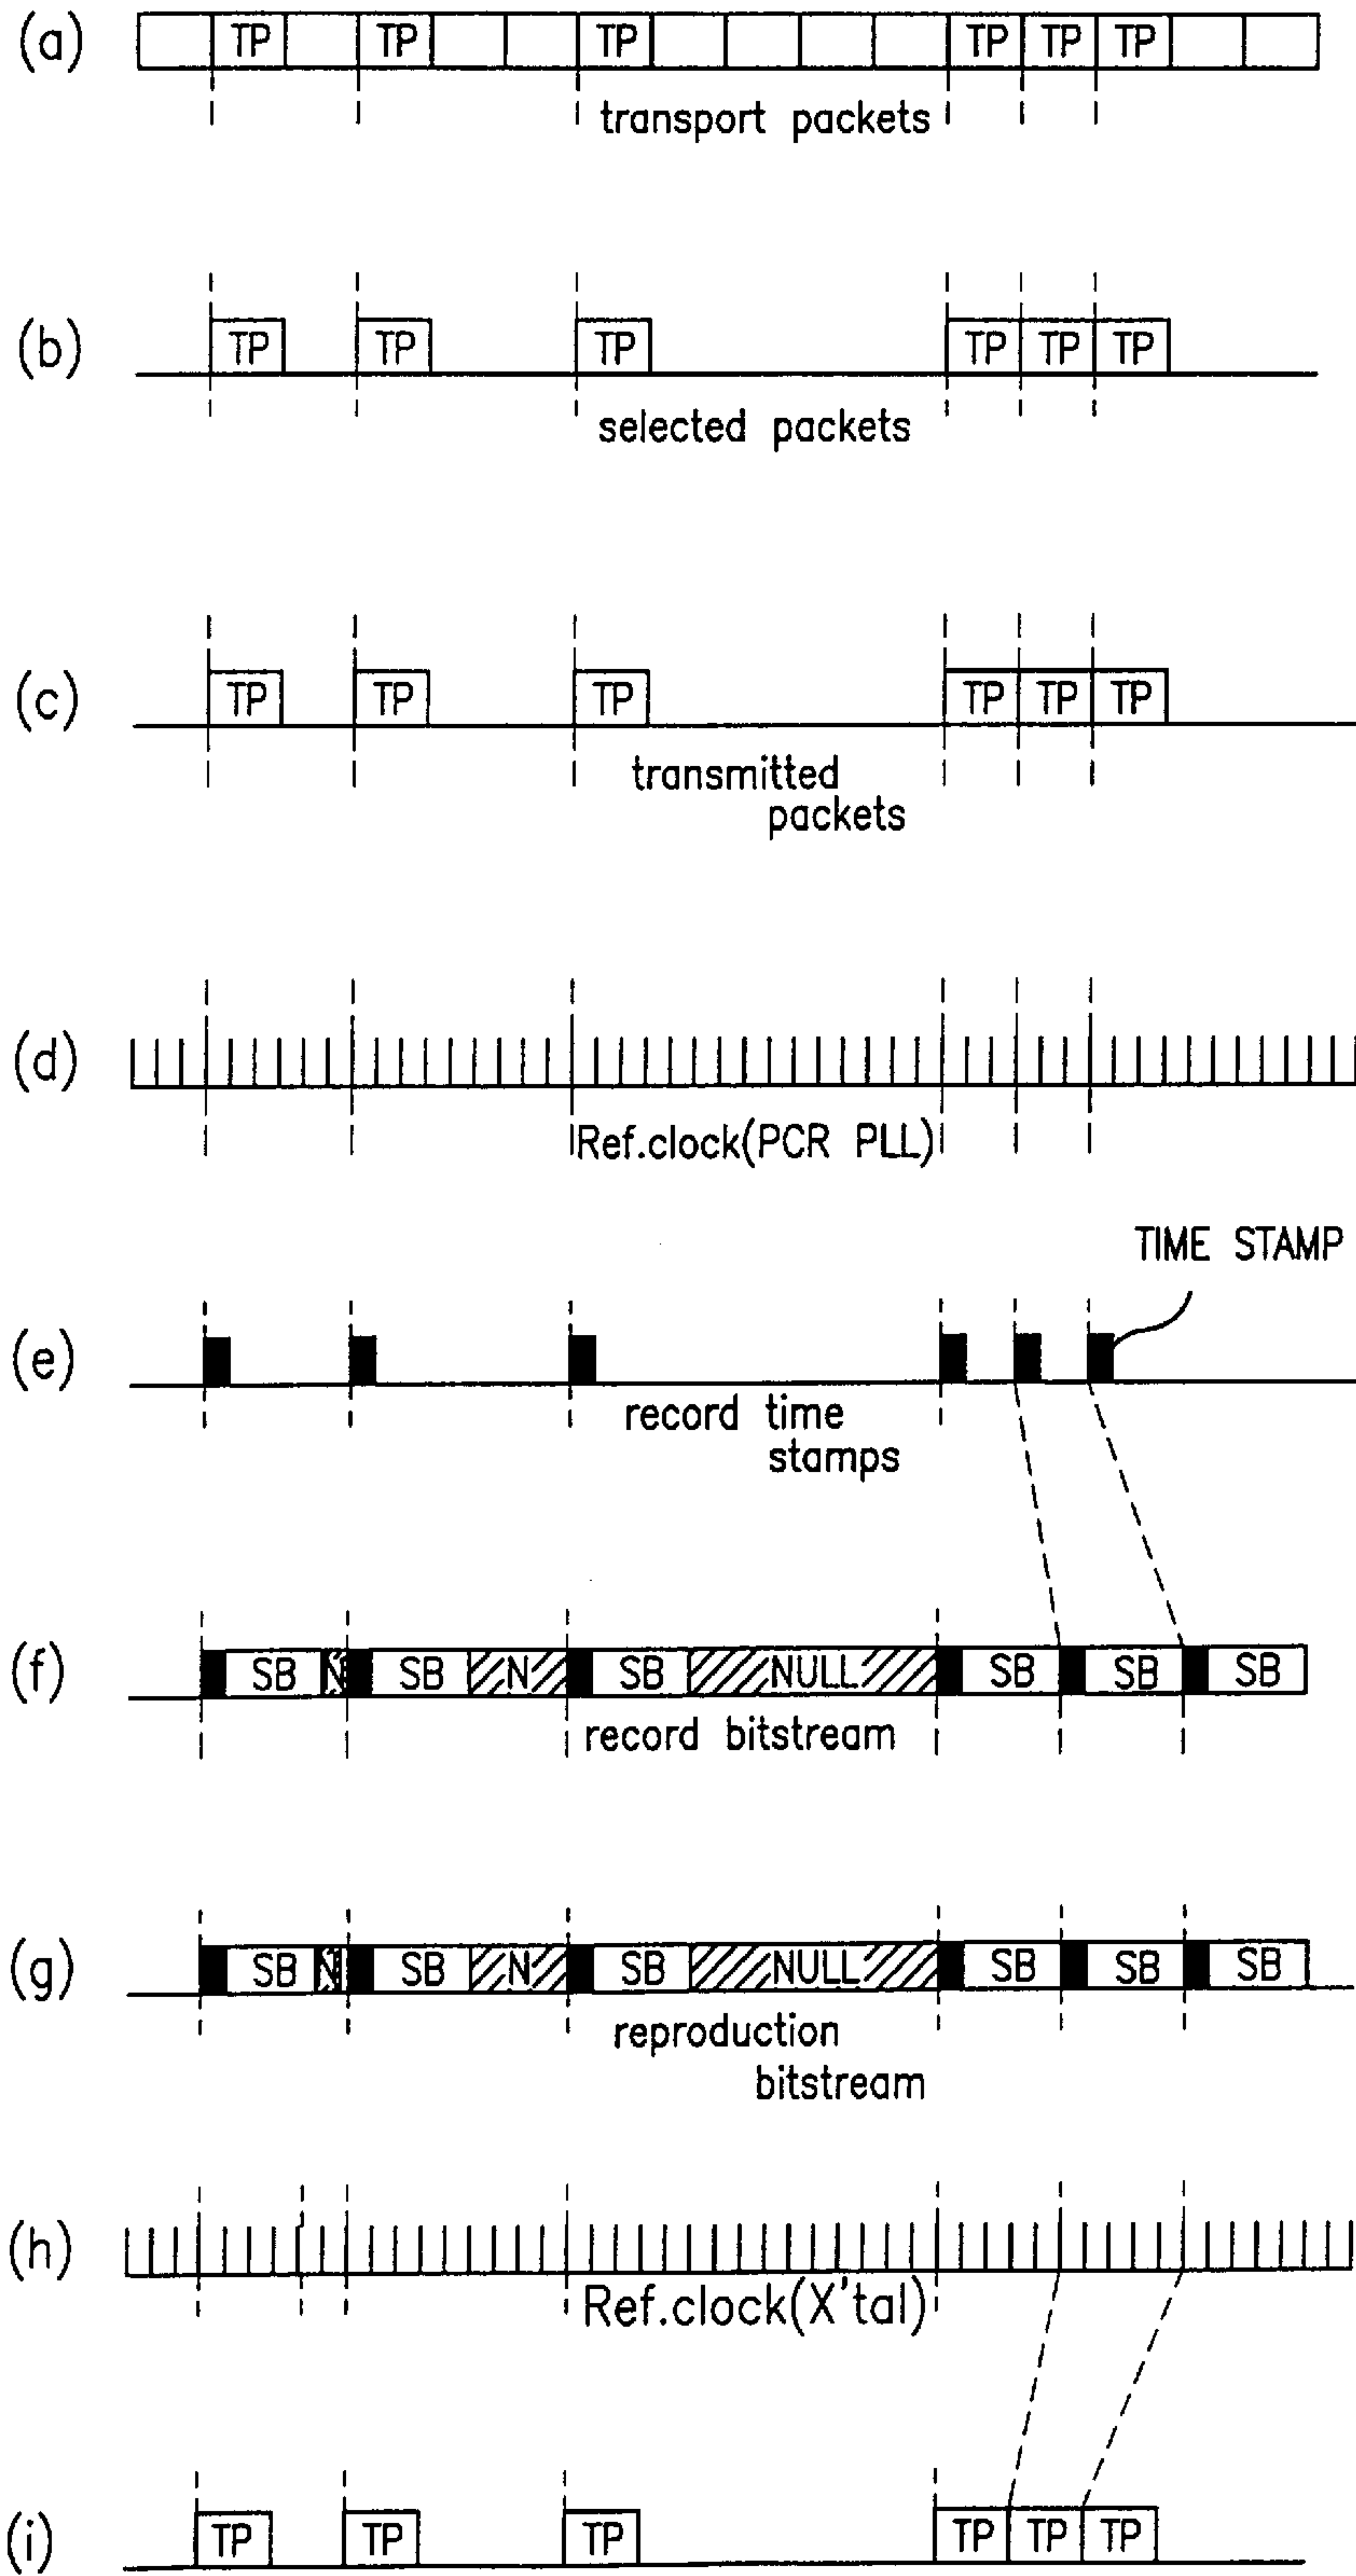 (a) TP TP TP TP TP TP
transport packets
(b) TP TP TP TP TP TP
selected packets
(c) TP TP TP TP TP TP
transmitted
packets
(d)
Ref.clock(PCR PLL)
TIME STAMP
(e)
record time
stamps
(f) SB N SB N SB NULL SB SB SB
record bitstream
(g) SB N SB N SB NULL SB SB SB
reproduction
bitstream
(h)
Ref.clock(X'tal)
(i) TP TP TP TP TP TP